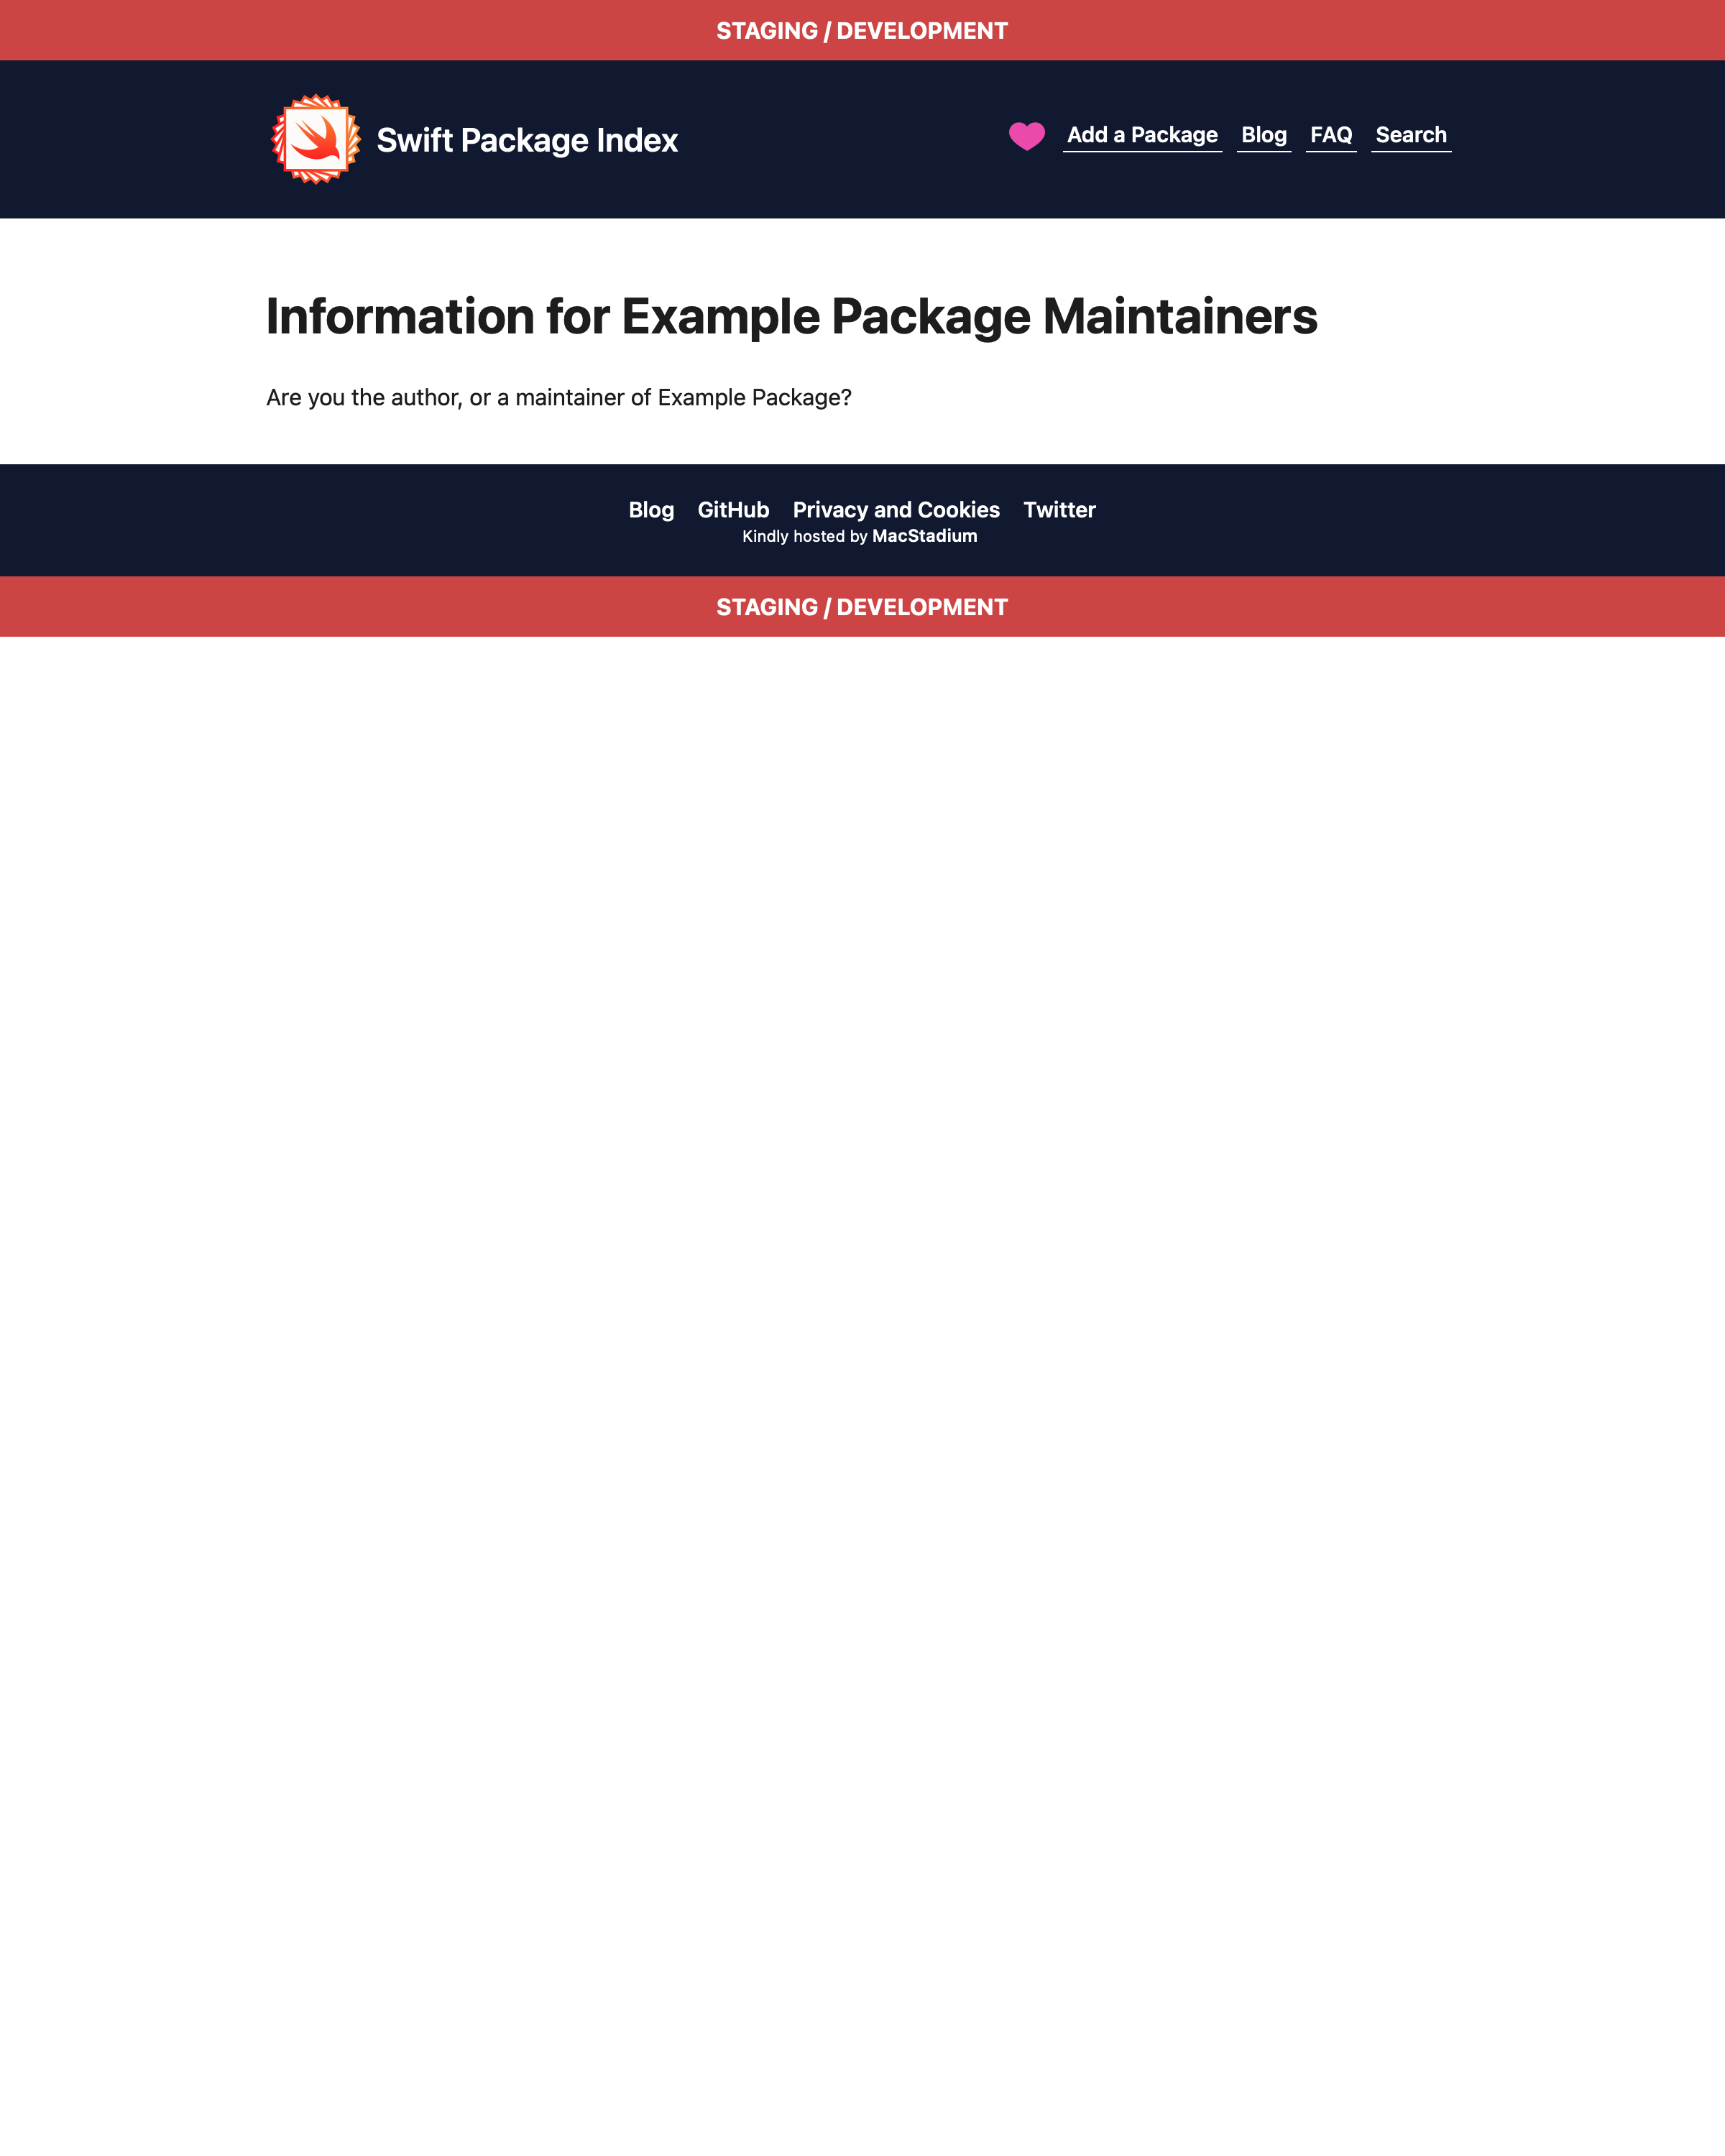 STAGING / DEVELOPMENT
Swift Package Index
Add a Package Blog FAQ Search
Information for Example Package Maintainers
Are you the author, or a maintainer of Example Package?
Blog GitHub Privacy and Cookies Twitter
Kindly hosted by MacStadium
STAGING / DEVELOPMENT